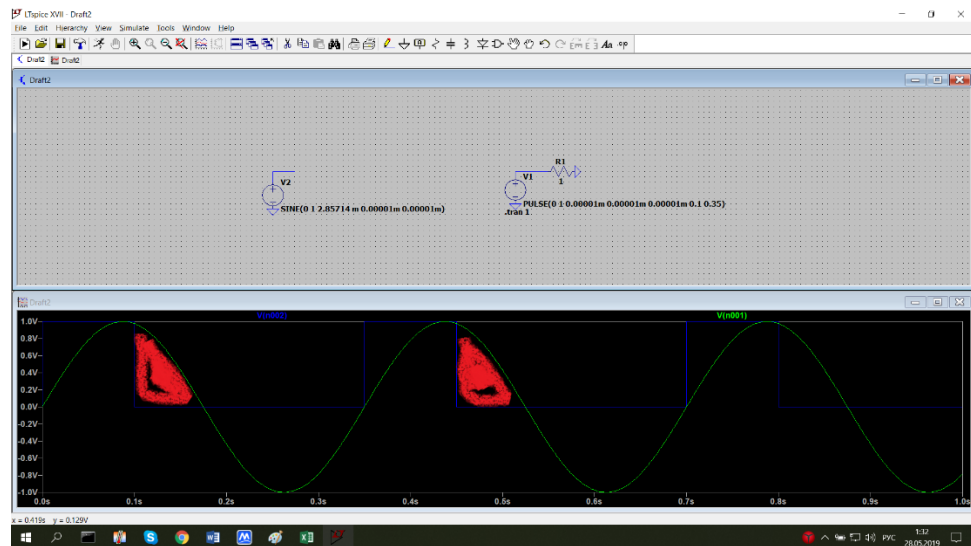 LTspice XVII - Draft2
File Edit Hierarchy View Simulate Tools Window Help
Draft2 Draft2
Draft2
V2
SINE(0 1 2.85714 m 0.00001m 0.00001m)
R1
V1
1
PULSE(0 1 0.00001m 0.00001m 0.00001m 0.1 0.35)
.tran 1
Draft2
V(n002) V(n001)
1.0V
0.8V
0.6V
0.4V
0.2V
0.0V
-0.2V
-0.4V
-0.6V
-0.8V
-1.0V
0.0s 0.1s 0.2s 0.3s 0.4s 0.5s 0.6s 0.7s 0.8s 0.9s 1.0s
x = 0.419s y = 0.129V
РУС
1:32
28.05.2019